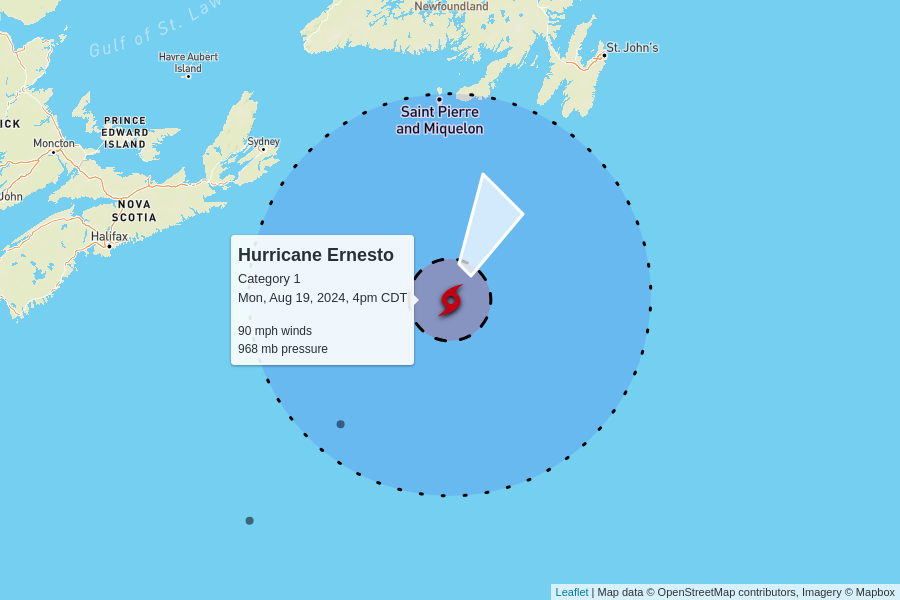 Newfoundland
Gulf of St. Law
St. John's
Havre Aubert
Island
Saint Pierre
and Miquelon
PRINCE
EDWARD
ISLAND
ICK
Moncton
Sydney
John
NOVA
SCOTIA
Halifax
Hurricane Ernesto
Category 1
Mon, Aug 19, 2024, 4pm CDT
90 mph winds
968 mb pressure
Leaflet | Map data © OpenStreetMap contributors, Imagery © Mapbox